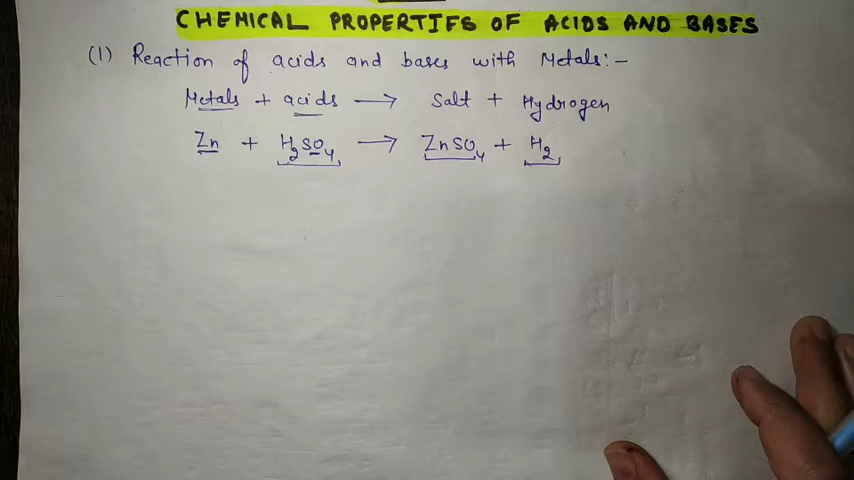 CHEMICAL PROPERTIES OF ACIDS AND BASES
(1) Reaction of acids and bases with Metals:-
Metals + acids → Salt + Hydrogen
Zn + H₂SO₄ → ZnSO₄ + H₂